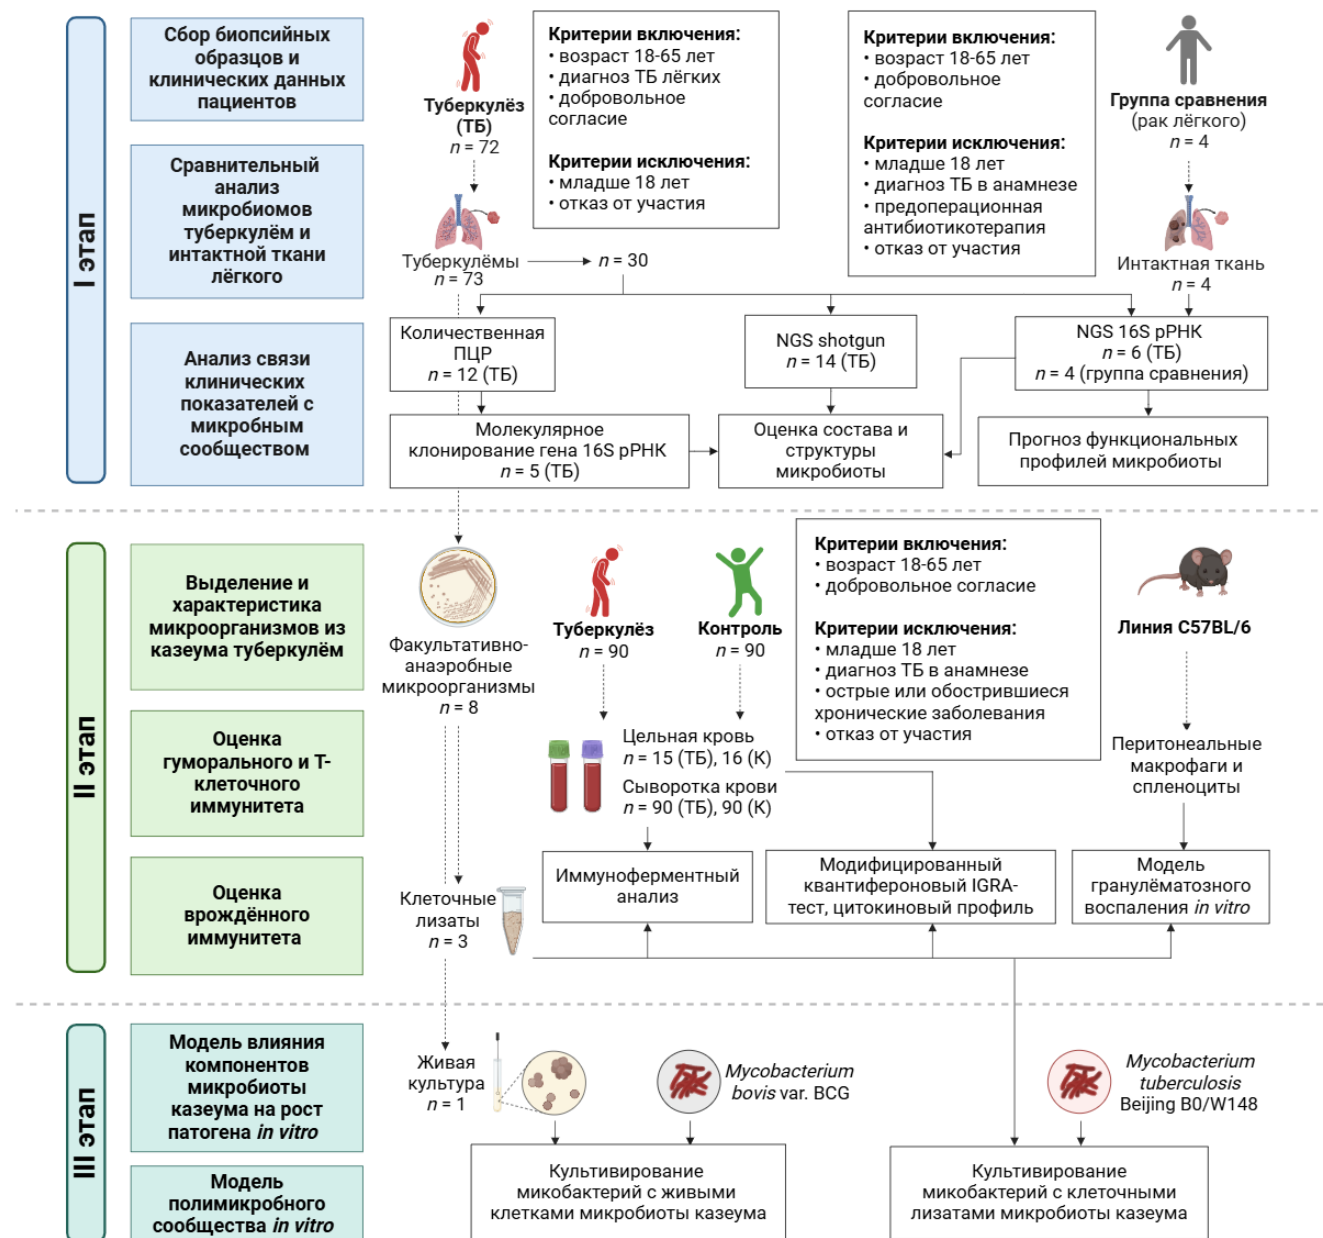 I этап
Сбор биопсийных
образцов и
клинических данных
пациентов
Сравнительный
анализ
микробиомов
туберкулём и
интактной ткани
лёгкого
Анализ связи
клинических
показателей с
микробным
сообществом
Туберкулёз
(ТБ)
n = 72
Критерии включения:
• возраст 18-65 лет
• диагноз ТБ лёгких
• добровольное
согласие
Критерии исключения:
• младше 18 лет
• отказ от участия
Критерии включения:
• возраст 18-65 лет
• добровольное
согласие
Критерии исключения:
• младше 18 лет
• диагноз ТБ в анамнезе
• предоперационная
антибиотикотерапия
• отказ от участия
Группа сравнения
(рак лёгкого)
n = 4
Туберкулёмы
n = 73
n = 30
Интактная ткань
n = 4
Количественная
ПЦР
n = 12 (ТБ)
NGS shotgun
n = 14 (ТБ)
NGS 16S рРНК
n = 6 (ТБ)
n = 4 (группа сравнения)
Молекулярное
клонирование гена 16S рРНК
n = 5 (ТБ)
Оценка состава и
структуры
микробиоты
Прогноз функциональных
профилей микробиоты
II этап
Выделение и
характеристика
микроорганизмов из
казеума туберкулём
Оценка
гуморального и Т-
клеточного
иммунитета
Оценка
врождённого
иммунитета
Факультативно-
анаэробные
микроорганизмы
n = 8
Туберкулёз
n = 90
Контроль
n = 90
Критерии включения:
• возраст 18-65 лет
• добровольное согласие
Критерии исключения:
• младше 18 лет
• диагноз ТБ в анамнезе
• острые или обострившиеся
хронические заболевания
• отказ от участия
Линия C57BL/6
Цельная кровь
n = 15 (ТБ), 16 (К)
Сыворотка крови
n = 90 (ТБ), 90 (К)
Перитонеальные
макрофаги и
спленоциты
Клеточные
лизаты
n = 3
Иммуноферментный
анализ
Модифицированный
квантифероновый IGRA-
тест, цитокиновый профиль
Модель
гранулёматозного
воспаления in vitro
III этап
Модель влияния
компонентов
микробиоты
казеума на рост
патогена in vitro
Модель
полимикробного
сообщества in vitro
Живая
культура
n = 1
Mycobacterium
bovis var. BCG
Mycobacterium
tuberculosis
Beijing B0/W148
Культивирование
микобактерий с живыми
клетками микробиоты казеума
Культивирование
микобактерий с клеточными
лизатами микробиоты казеума